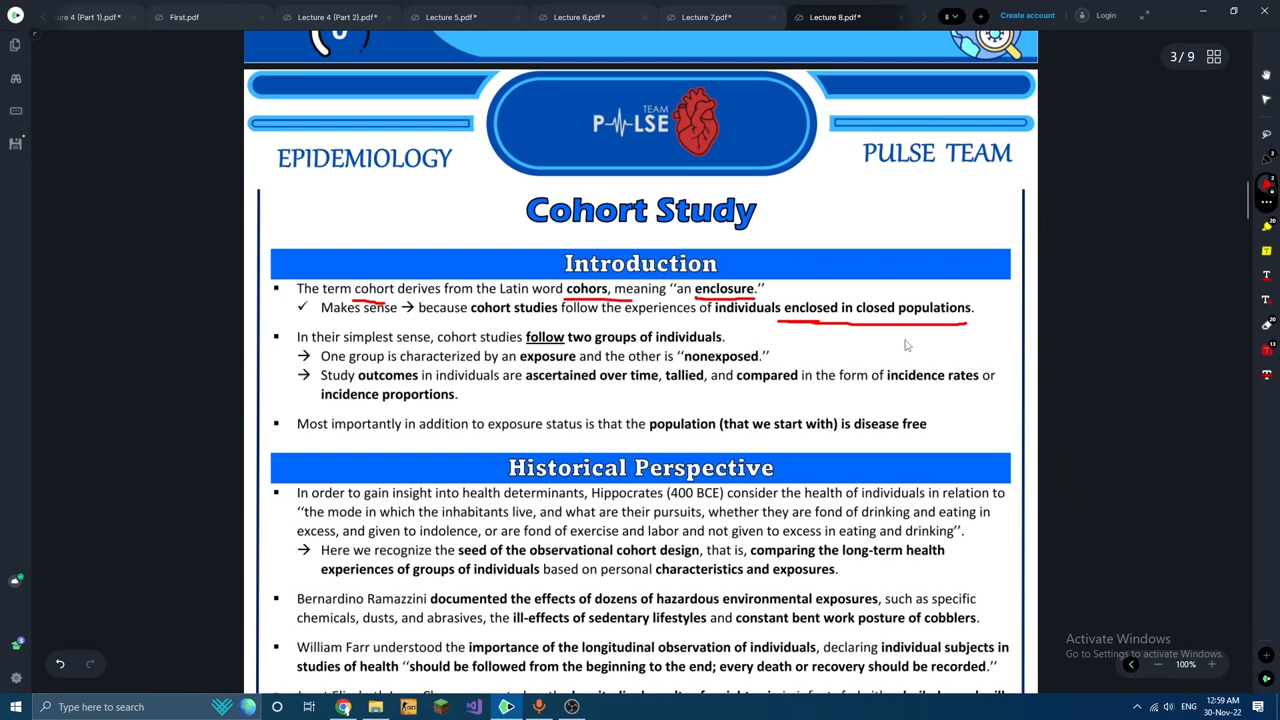 4 (Part 1).pdf*
First.pdf
Lecture 4 (Part 2).pdf*
Lecture 5.pdf*
Lecture 6.pdf*
Lecture 7.pdf*
Lecture 8.pdf*
8
Create account
Login
3 / 9
TEAM
P LSE
EPIDEMIOLOGY
PULSE TEAM
Cohort Study
Introduction
▪ The term cohort derives from the Latin word cohors, meaning “an enclosure.”
✓ Makes sense → because cohort studies follow the experiences of individuals enclosed in closed populations.
▪ In their simplest sense, cohort studies follow two groups of individuals.
→ One group is characterized by an exposure and the other is “nonexposed.”
→ Study outcomes in individuals are ascertained over time, tallied, and compared in the form of incidence rates or
incidence proportions.
▪ Most importantly in addition to exposure status is that the population (that we start with) is disease free
Historical Perspective
▪ In order to gain insight into health determinants, Hippocrates (400 BCE) consider the health of individuals in relation to
“the mode in which the inhabitants live, and what are their pursuits, whether they are fond of drinking and eating in
excess, and given to indolence, or are fond of exercise and labor and not given to excess in eating and drinking”.
→ Here we recognize the seed of the observational cohort design, that is, comparing the long-term health
experiences of groups of individuals based on personal characteristics and exposures.
▪ Bernardino Ramazzini documented the effects of dozens of hazardous environmental exposures, such as specific
chemicals, dusts, and abrasives, the ill-effects of sedentary lifestyles and constant bent work posture of cobblers.
▪ William Farr understood the importance of the longitudinal observation of individuals, declaring individual subjects in
studies of health “should be followed from the beginning to the end; every death or recovery should be recorded.”
Activate Windows
Go to Settings to activate Windows.
100%
Type here to search
ENG
12:59 AM
30-Nov-22